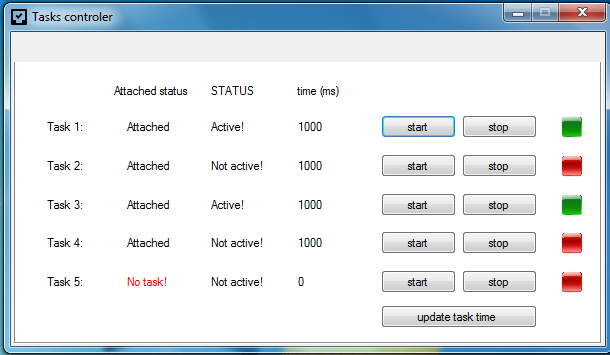 Tasks controler
Attached status STATUS time (ms)
Task 1: Attached Active! 1000 start stop
Task 2: Attached Not active! 1000 start stop
Task 3: Attached Active! 1000 start stop
Task 4: Attached Not active! 1000 start stop
Task 5: No task! Not active! 0 start stop
update task time